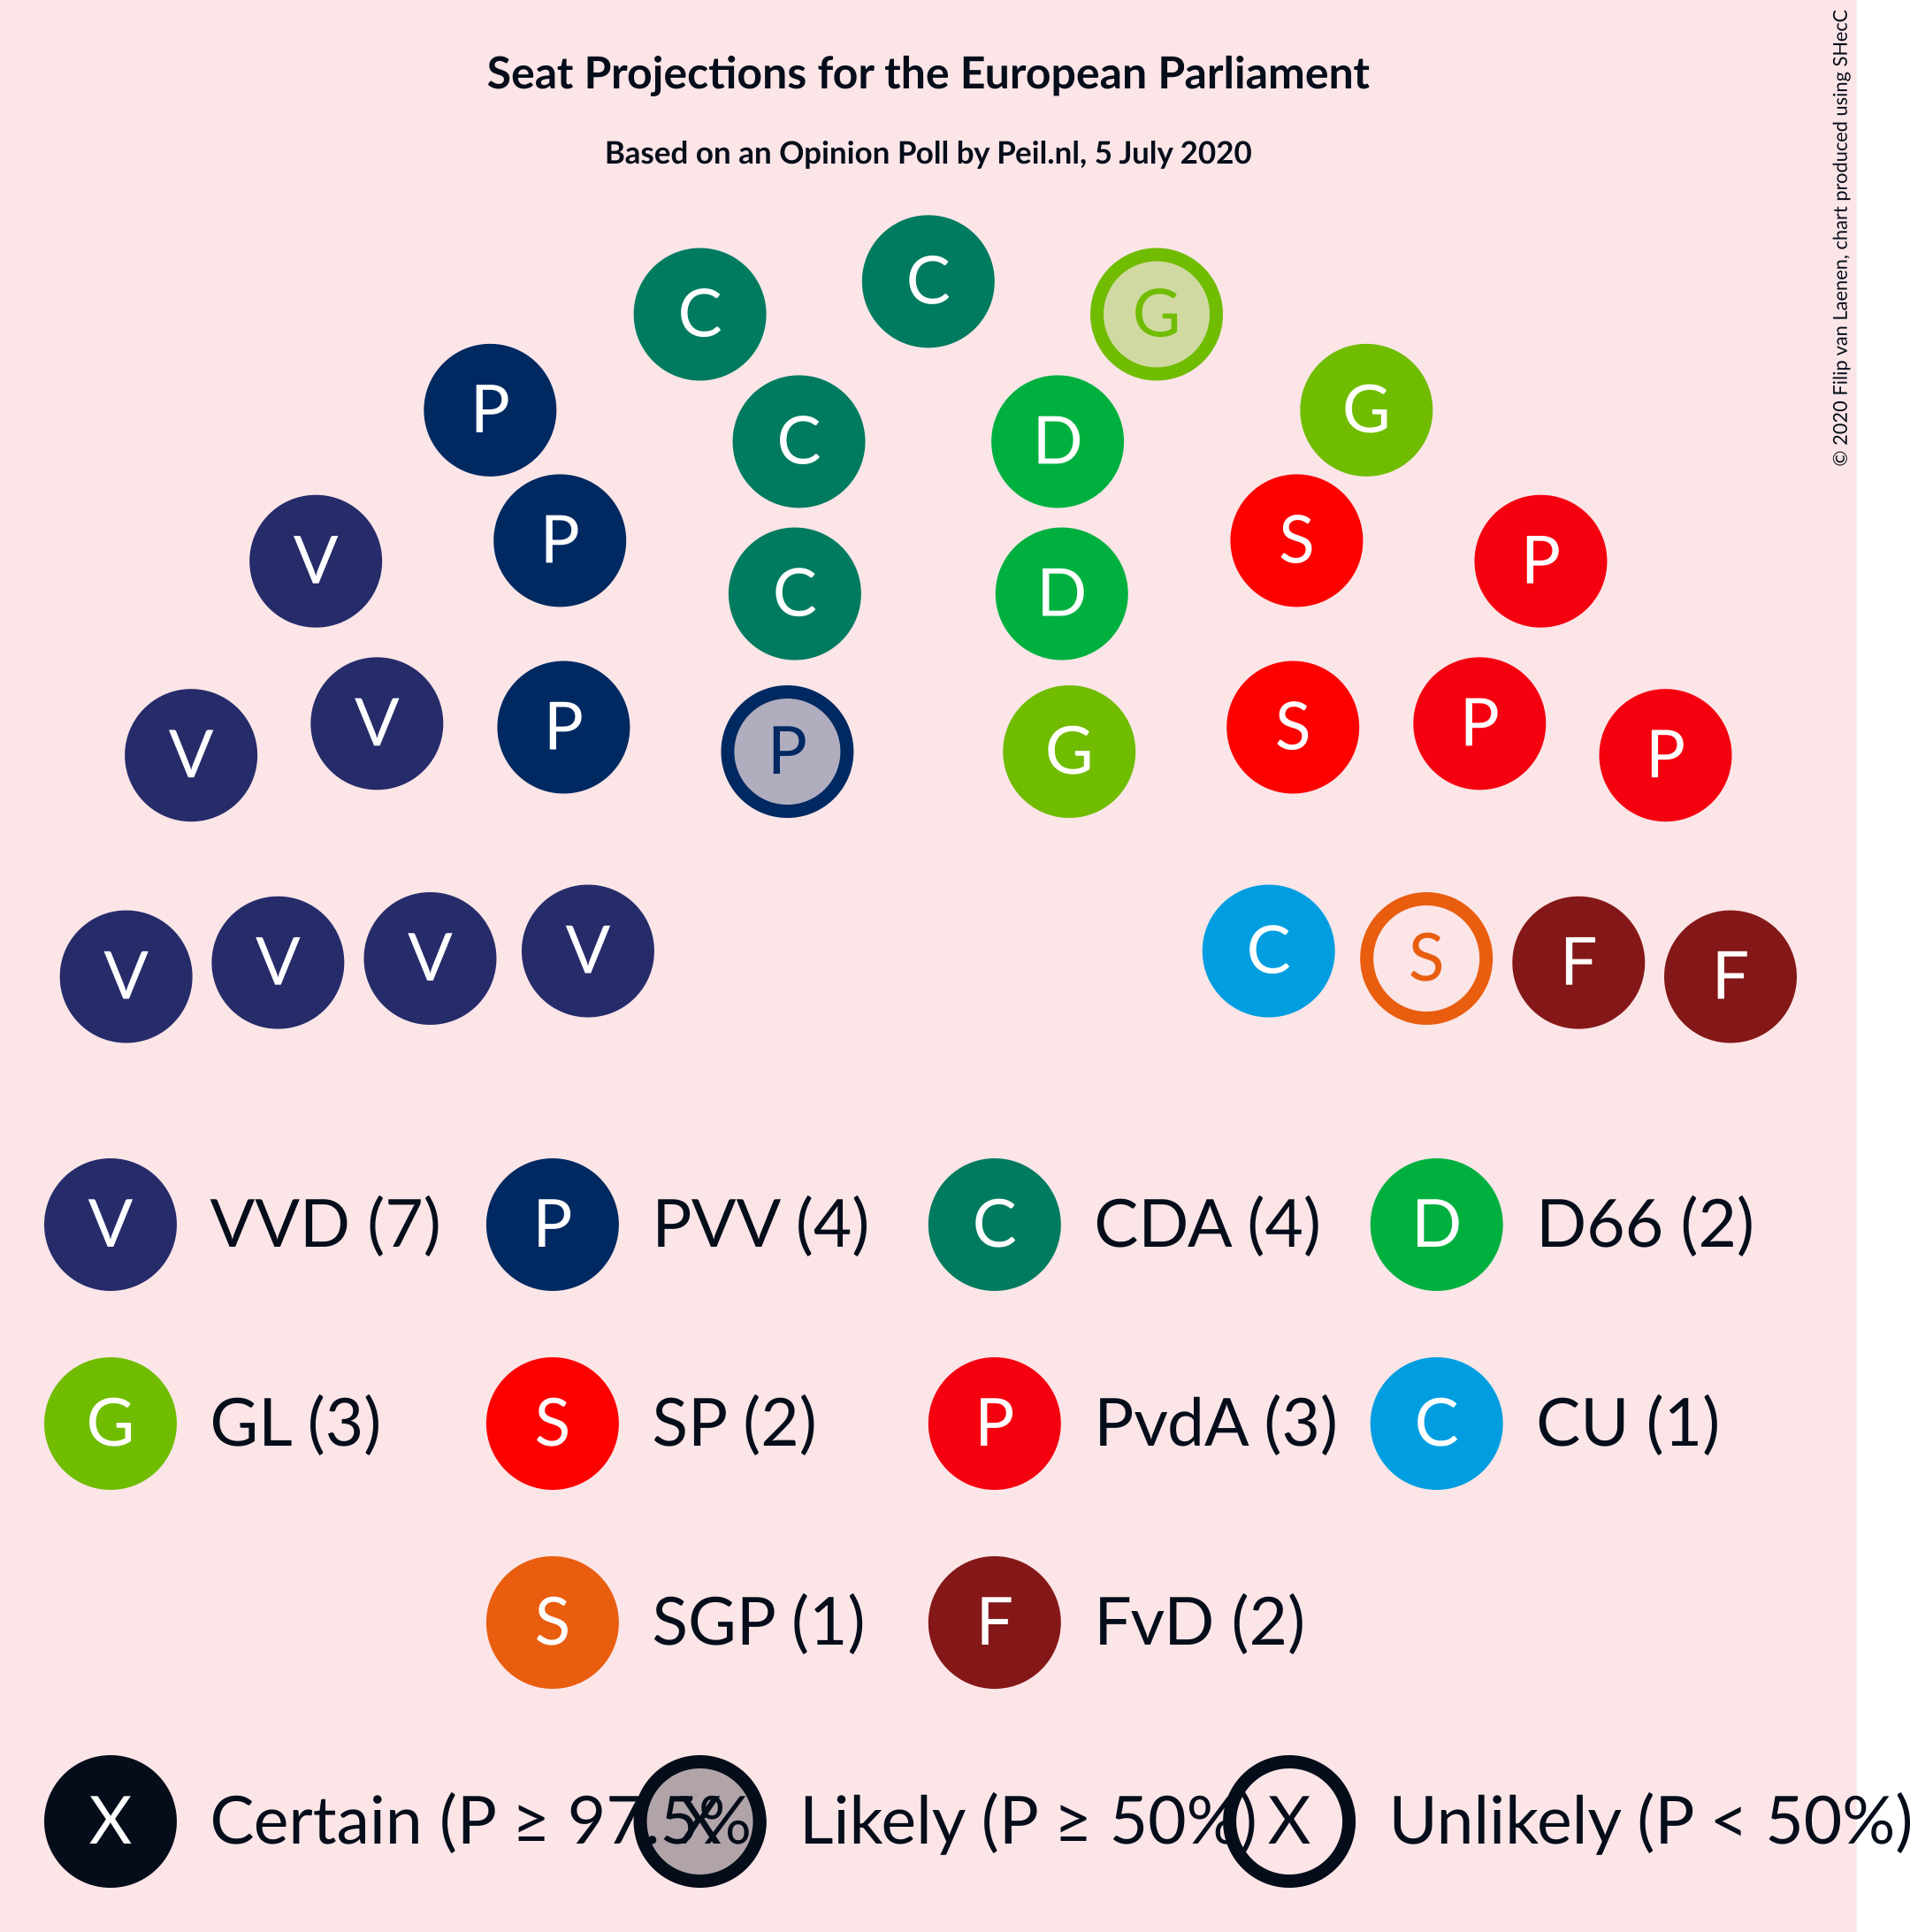 Seat Projections for the European Parliament
Based on an Opinion Poll by Peil.nl, 5 July 2020
© 2020 Filip van Laenen, chart produced using SHecC
C
C G
P G
C D
V P S P
C D
V V P P G S P P
V V V V C S F F
V VVD (7) P PVV (4) C CDA (4) D D66 (2)
G GL (3) S SP (2) P PvdA (3) C CU (1)
S SGP (1) F FvD (2)
X Certain (P ≥ 97.5% X Likely (P ≥ 50%) X Unlikely (P < 50%)